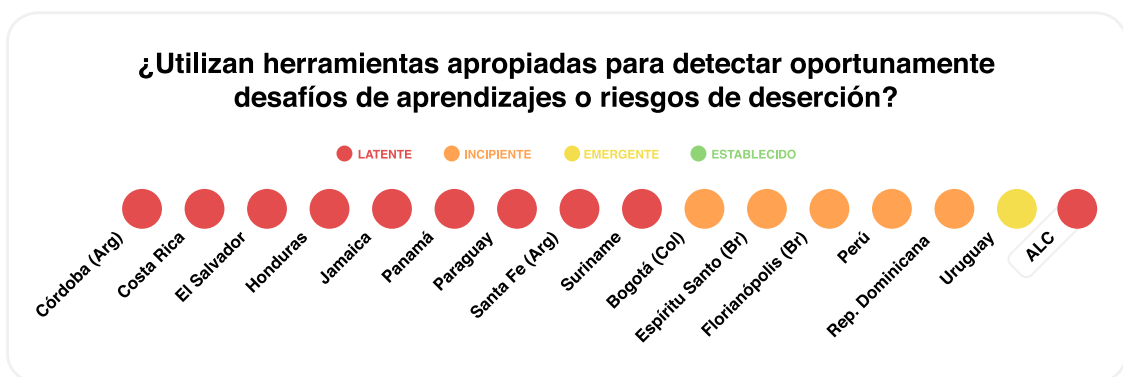 ¿Utilizan herramientas apropiadas para detectar oportunamente
desafíos de aprendizajes o riesgos de deserción?
LATENTE INCIPIENTE EMERGENTE ESTABLECIDO
Córdoba (Arg)
Costa Rica
El Salvador
Honduras
Jamaica
Panamá
Paraguay
Santa Fe (Arg)
Suriname
Bogotá (Col)
Espíritu Santo (Br)
Florianópolis (Br)
Perú
Rep. Dominicana
Uruguay
ALC